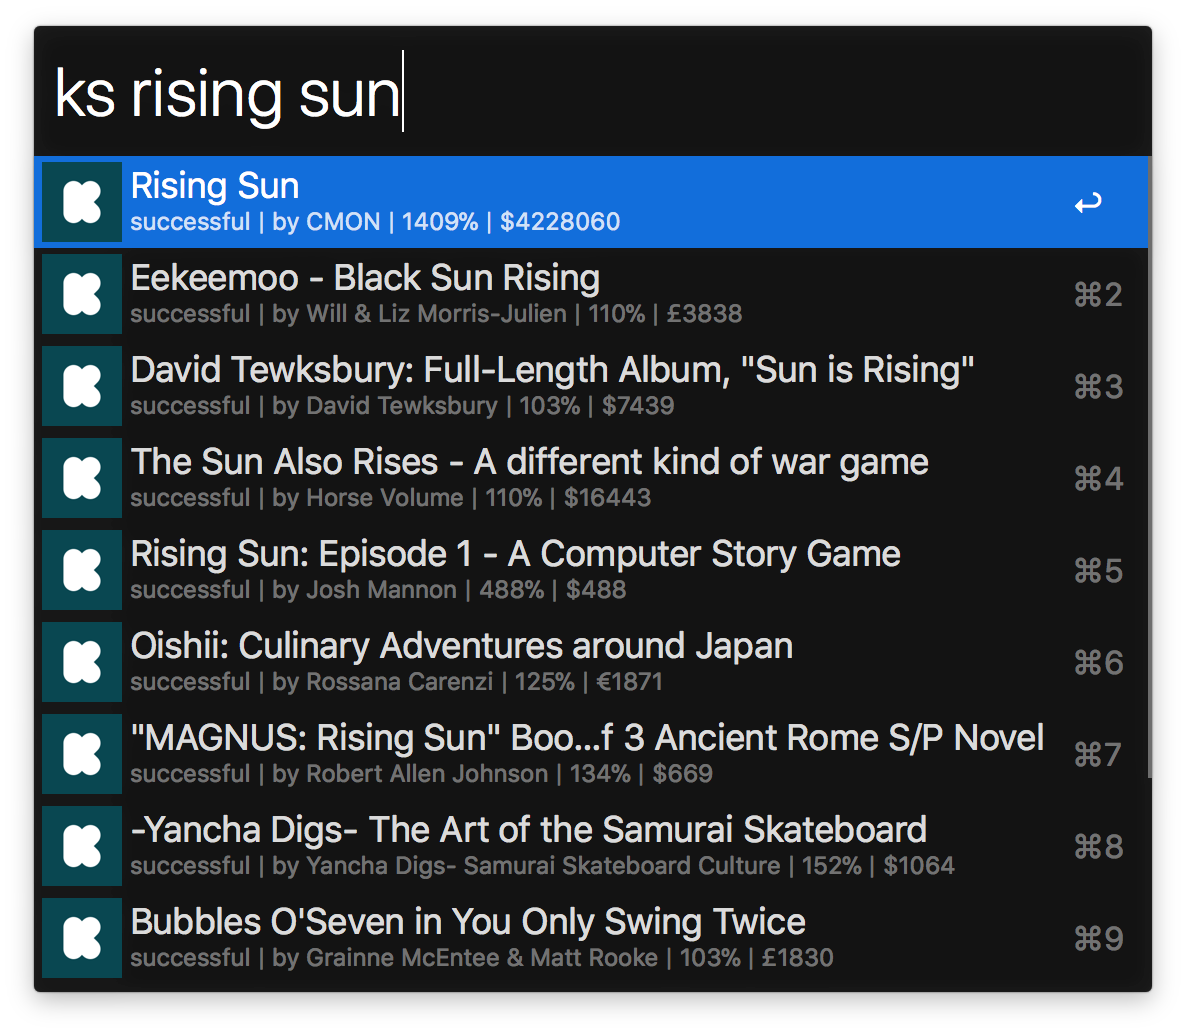 ks rising sun
Rising Sun
successful | by CMON | 1409% | $4228060
Eekeemoo - Black Sun Rising
successful | by Will & Liz Morris-Julien | 110% | £3838
⌘2
David Tewksbury: Full-Length Album, "Sun is Rising"
successful | by David Tewksbury | 103% | $7439
⌘3
The Sun Also Rises - A different kind of war game
successful | by Horse Volume | 110% | $16443
⌘4
Rising Sun: Episode 1 - A Computer Story Game
successful | by Josh Mannon | 488% | $488
⌘5
Oishii: Culinary Adventures around Japan
successful | by Rossana Carenzi | 125% | €1871
⌘6
"MAGNUS: Rising Sun" Boo...f 3 Ancient Rome S/P Novel
successful | by Robert Allen Johnson | 134% | $669
⌘7
-Yancha Digs- The Art of the Samurai Skateboard
successful | by Yancha Digs- Samurai Skateboard Culture | 152% | $1064
⌘8
Bubbles O'Seven in You Only Swing Twice
successful | by Grainne McEntee & Matt Rooke | 103% | £1830
⌘9